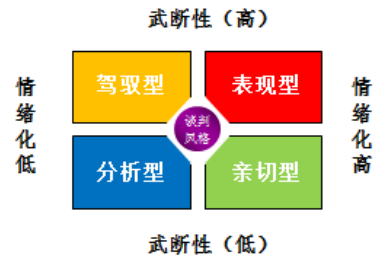 武断性（高）
驾驭型
表现型
情绪化低
谈判
风格
情绪化高
分析型
亲切型
武断性（低）